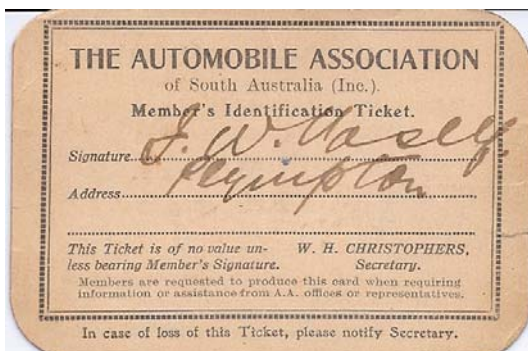 THE AUTOMOBILE ASSOCIATION
of South Australia (Inc.).
Member's Identification Ticket.
Signature J. W.
Address Plympton
This Ticket is of no value un-
less bearing Member's Signature.
W. H. CHRISTOPHERS,
Secretary.
Members are requested to produce this card when requiring
information or assistance from A.A. offices or representatives.
In case of loss of this Ticket, please notify Secretary.